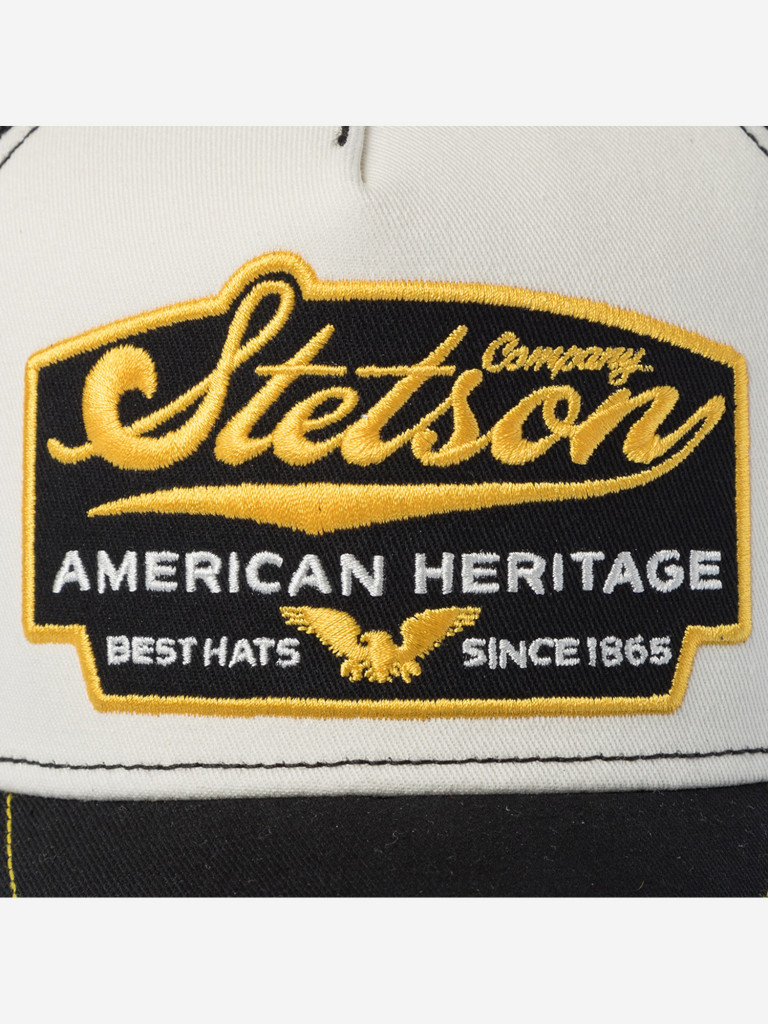 Stetson Company
AMERICAN HERITAGE
BEST HATS SINCE 1865